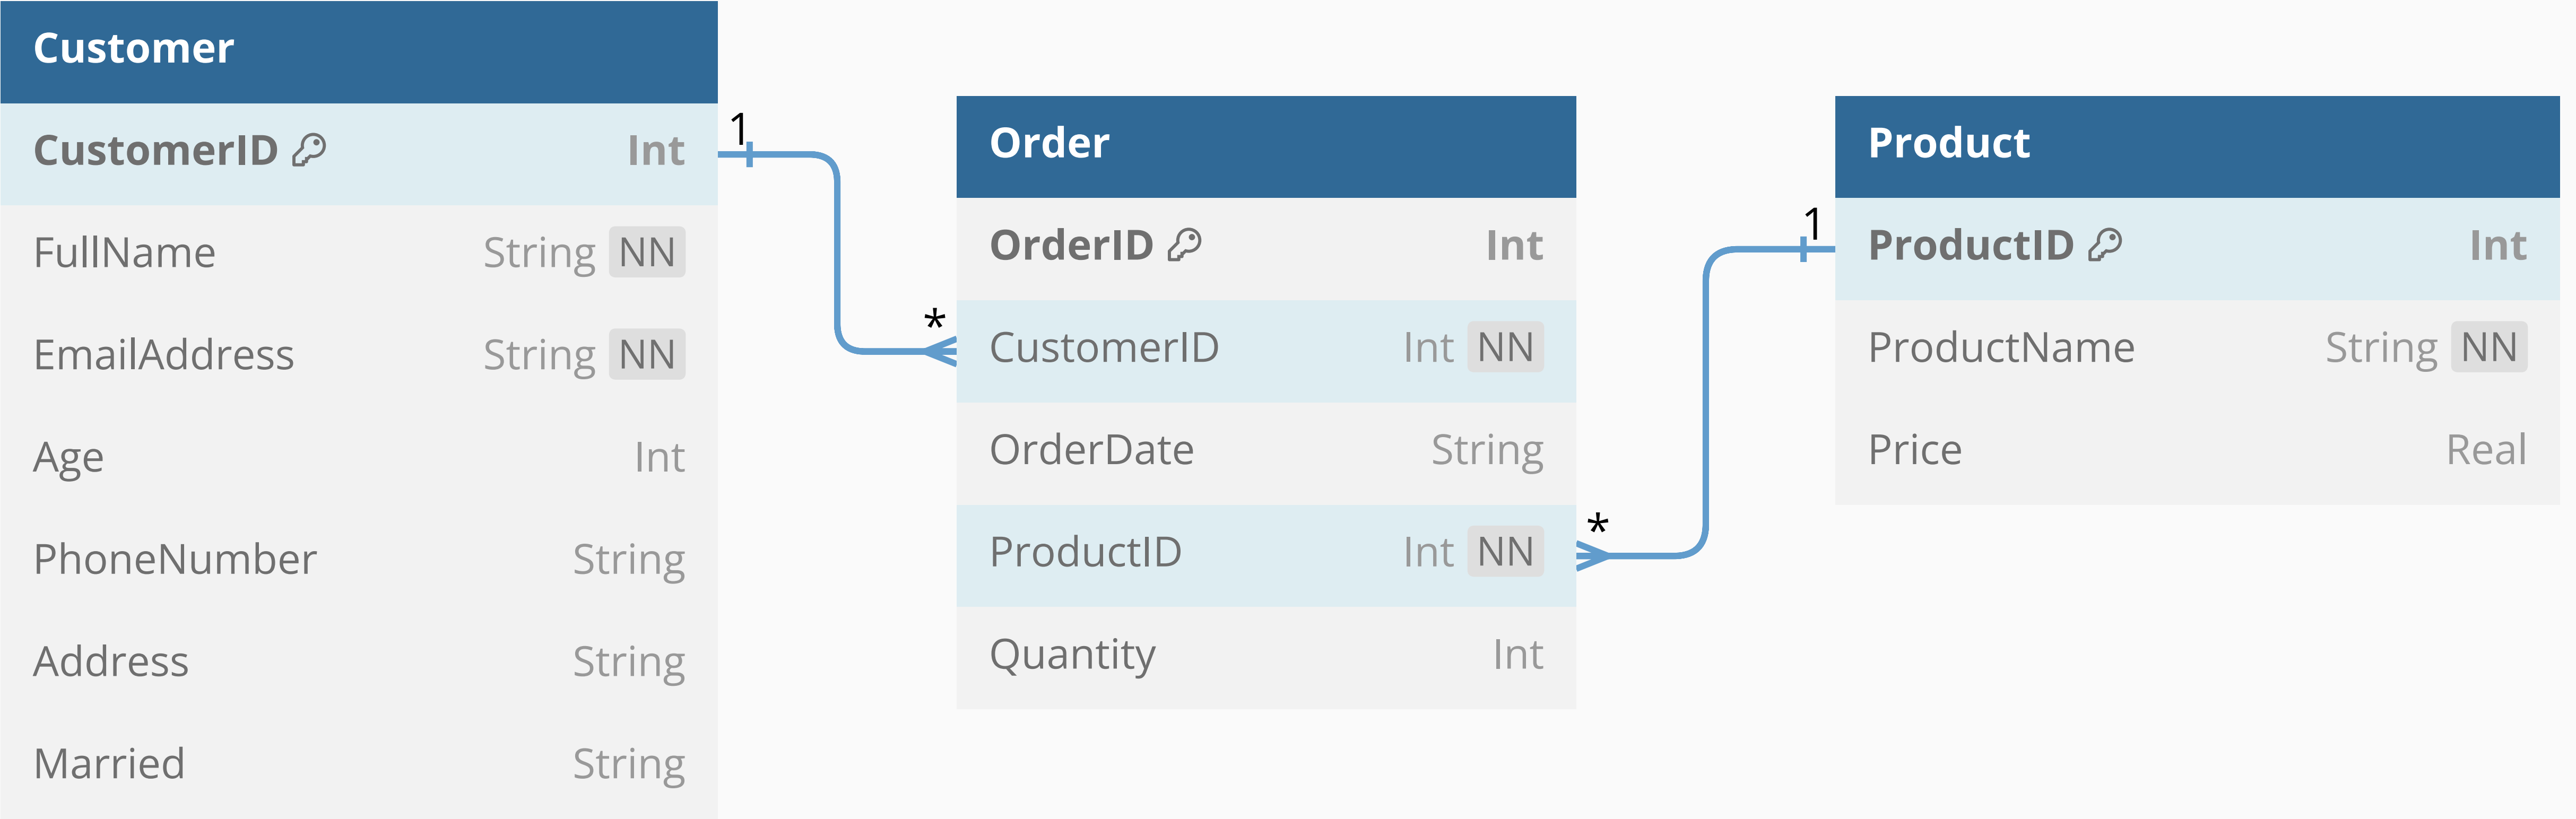 Customer
CustomerID Int
FullName String NN
EmailAddress String NN
Age Int
PhoneNumber String
Address String
Married String
1
*
Order
OrderID Int
CustomerID Int NN
OrderDate String
ProductID Int NN
Quantity Int
*
1
Product
ProductID Int
ProductName String NN
Price Real